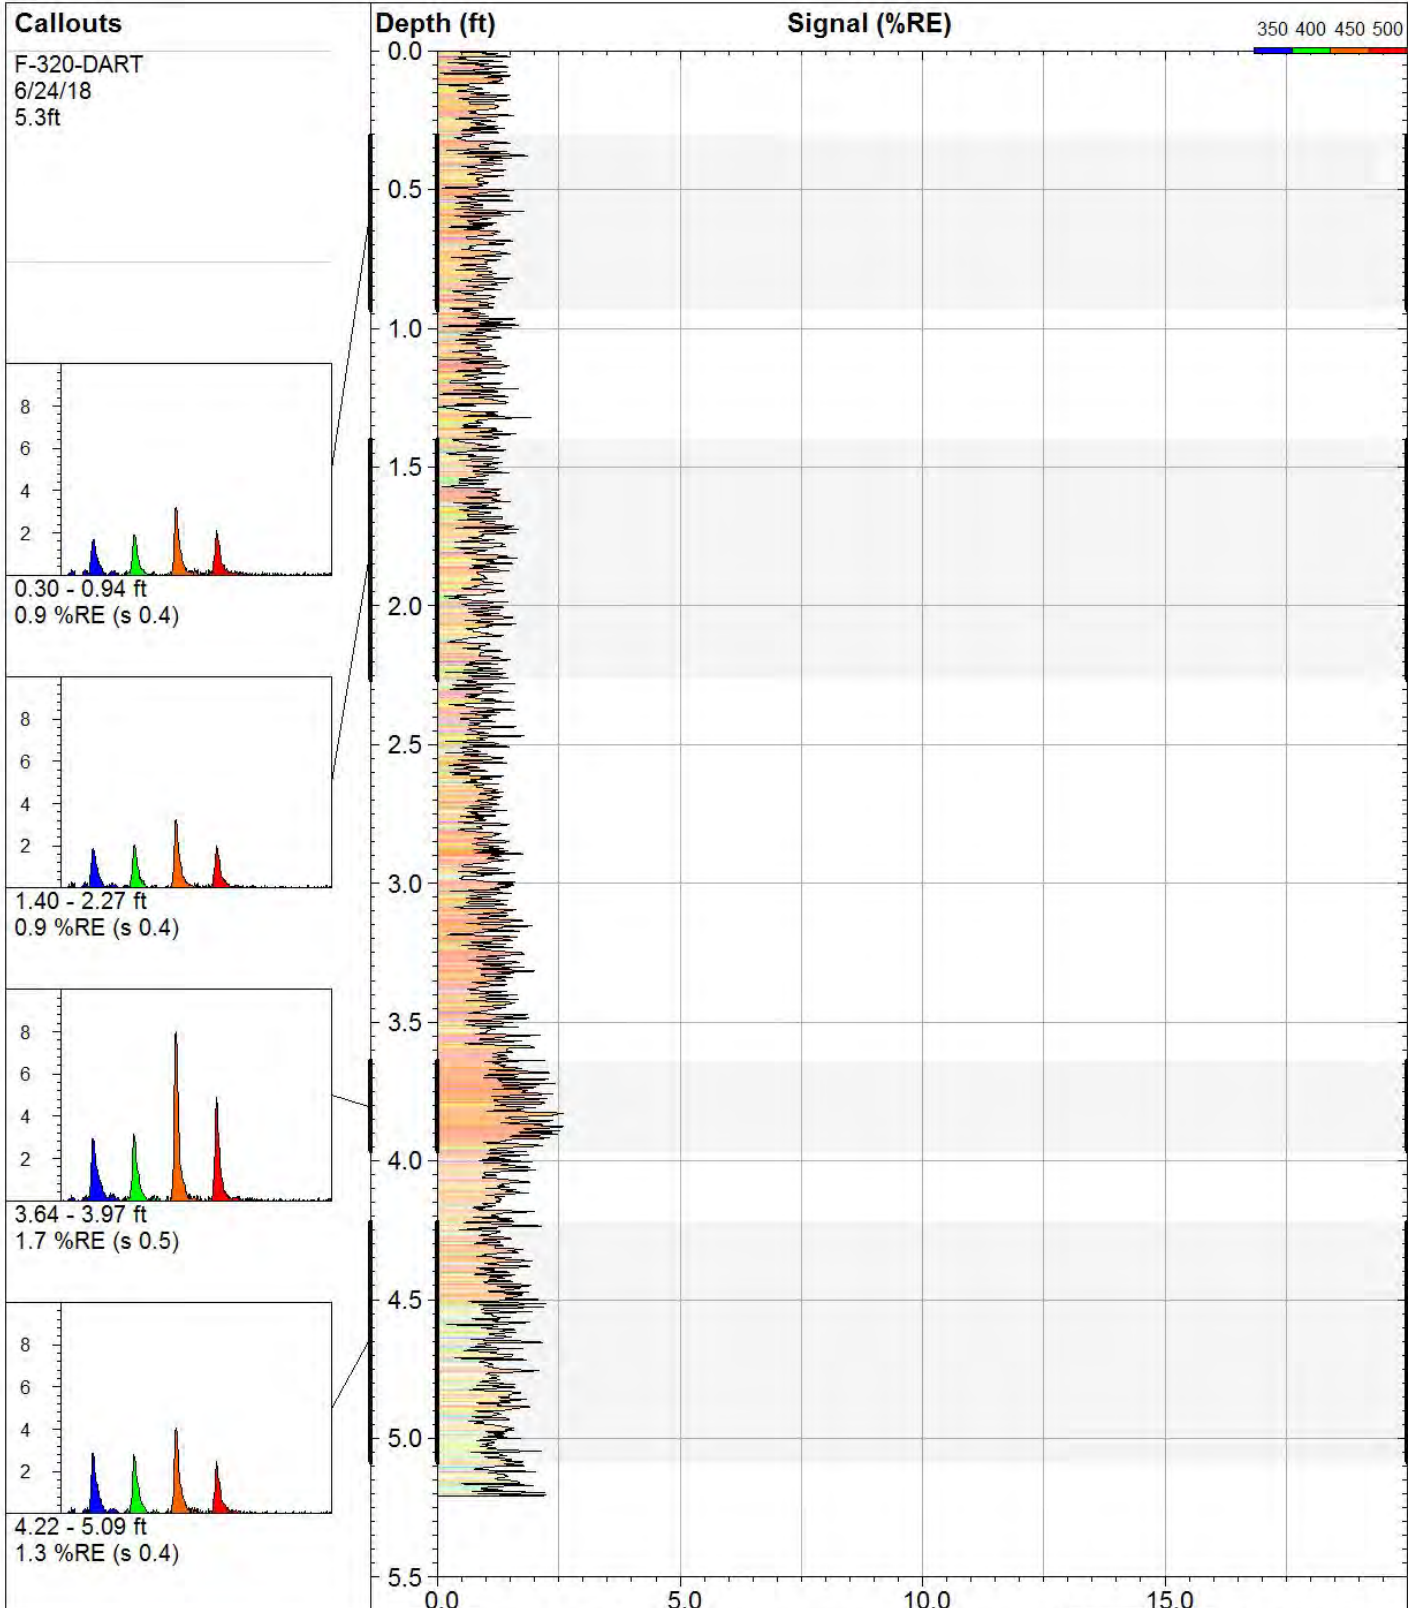 Callouts
Depth (ft)
Signal (%RE)
350 400 450 500
F-320-DART
6/24/18
5.3ft
8
6
4
2
0.30 - 0.94 ft
0.9 %RE (s 0.4)
8
6
4
2
1.40 - 2.27 ft
0.9 %RE (s 0.4)
8
6
4
2
3.64 - 3.97 ft
1.7 %RE (s 0.5)
8
6
4
2
4.22 - 5.09 ft
1.3 %RE (s 0.4)
0.0
0.5
1.0
1.5
2.0
2.5
3.0
3.5
4.0
4.5
5.0
5.5
0.0 5.0 10.0 15.0